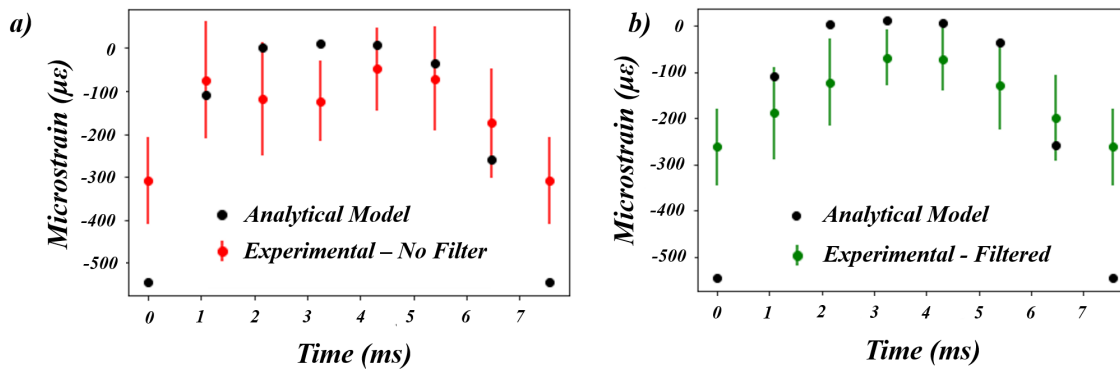 a)
Microstrain (με)
0
-100
-200
-300
-400
-500
Analytical Model
Experimental – No Filter
0 1 2 3 4 5 6 7
Time (ms)
b)
Microstrain (με)
0
-100
-200
-300
-400
-500
Analytical Model
Experimental - Filtered
0 1 2 3 4 5 6 7
Time (ms)